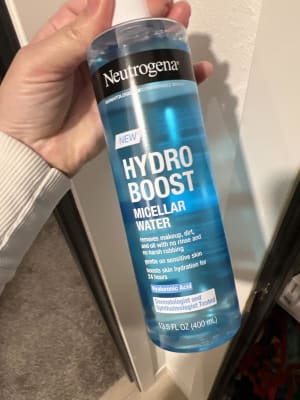 Neutrogena®
NEW
HYDRO
BOOST
MICELLAR
WATER
removes makeup, dirt,
and oil with no rinse and
no harsh rubbing
gentle on sensitive skin
boosts skin hydration for
24 hours
Hyaluronic Acid
Dermatologist and
Ophthalmologist Tested
13.5 FL OZ (400 mL)